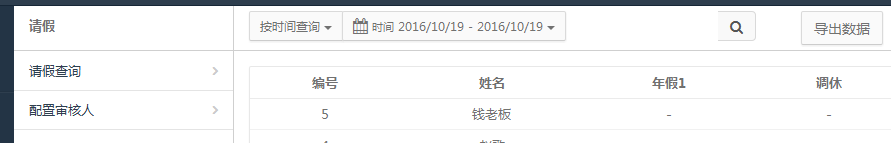 请假
请假查询
配置审核人
按时间查询 时间 2016/10/19 - 2016/10/19 导出数据
编号 姓名 年假1 调休
5 钱老板 - -